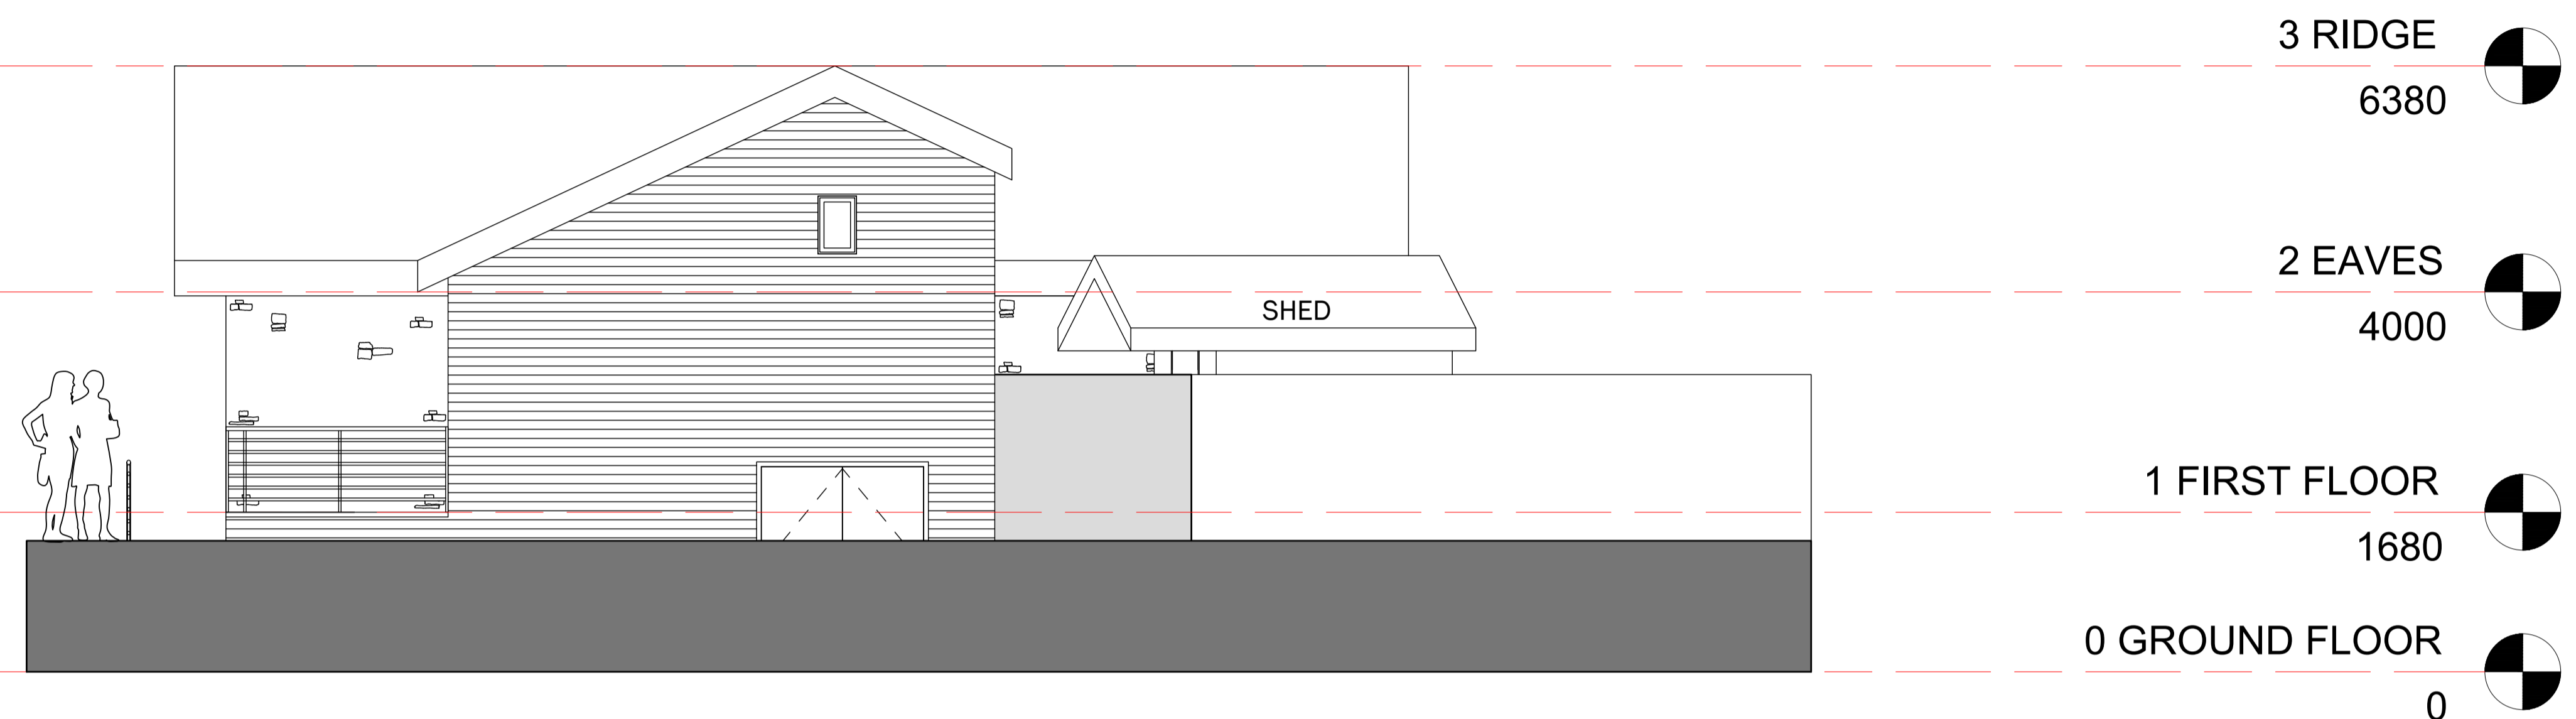 3 RIDGE
6380
2 EAVES
4000
SHED
1 FIRST FLOOR
1680
0 GROUND FLOOR
0